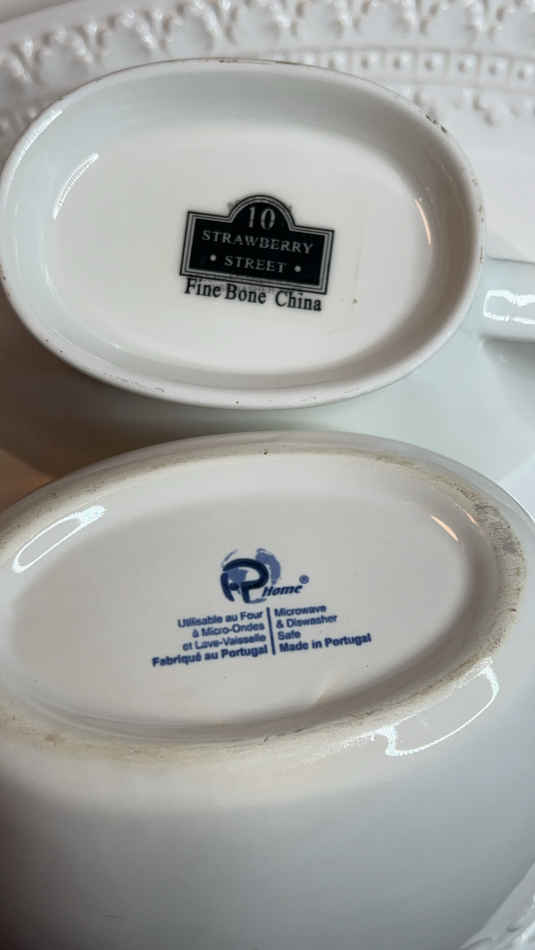 10
STRAWBERRY
• STREET •
Fine Bone China
PP Home®
Utilisable au Four
à Micro-Ondes
et Lave-Vaisselle
Fabriqué au Portugal
Microwave
& Diswasher
Safe
Made in Portugal